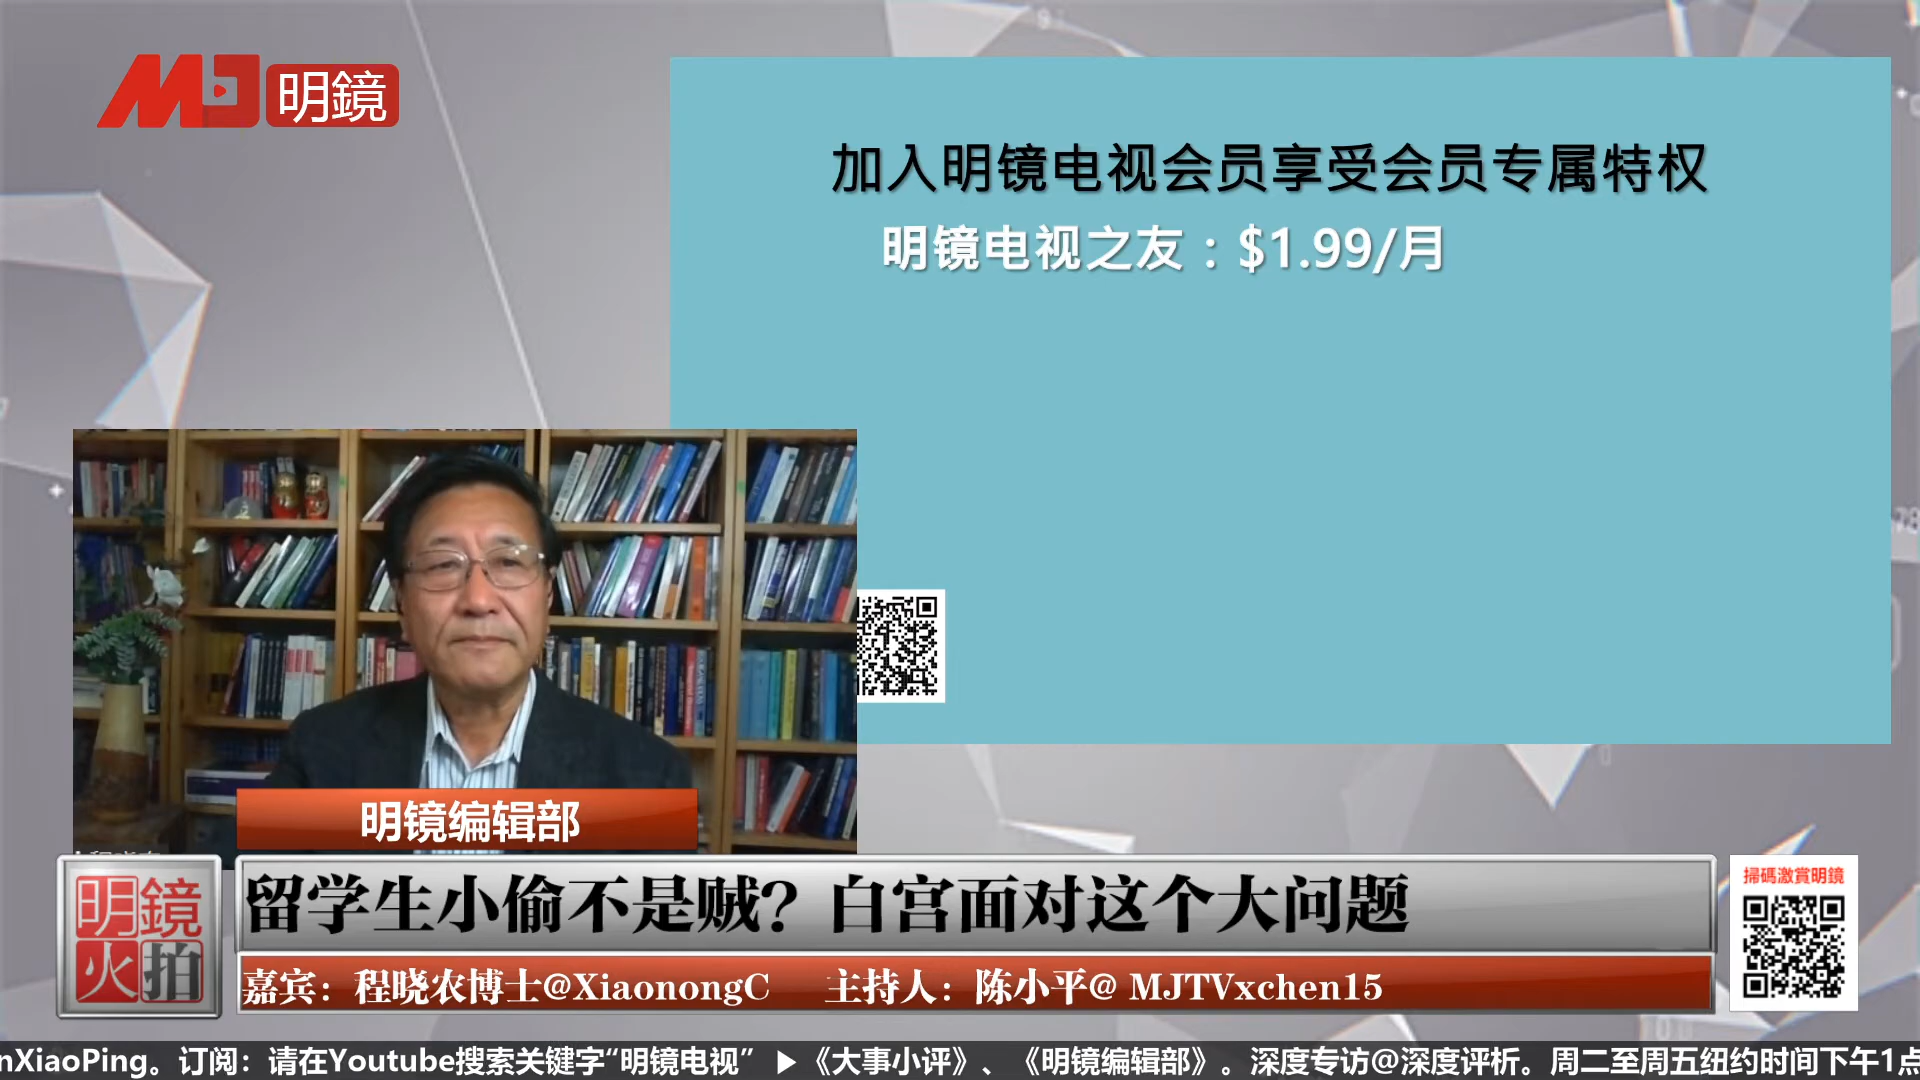 MJ 明鏡
加入明镜电视会员享受会员专属特权
明镜电视之友：$1.99/月
明镜编辑部
明鏡
火拍
留学生小偷不是贼？白宫面对这个大问题
嘉宾：程晓农博士@XiaonongC 主持人：陈小平@ MJTVxchen15
掃碼激賞明鏡
nXiaoPing。订阅：请在Youtube搜索关键字“明镜电视” ▶《大事小评》、《明镜编辑部》。深度专访@深度评析。周二至周五纽约时间下午1点